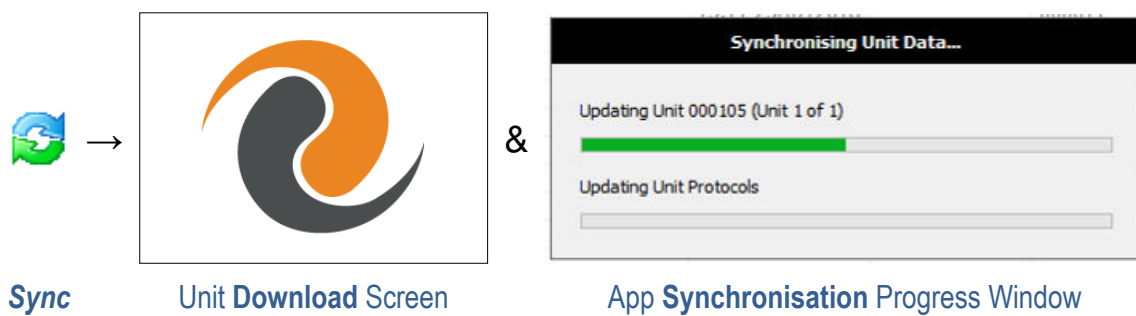 Synchronising Unit Data...
Updating Unit 000105 (Unit 1 of 1)
→ &
Updating Unit Protocols
Sync Unit Download Screen App Synchronisation Progress Window